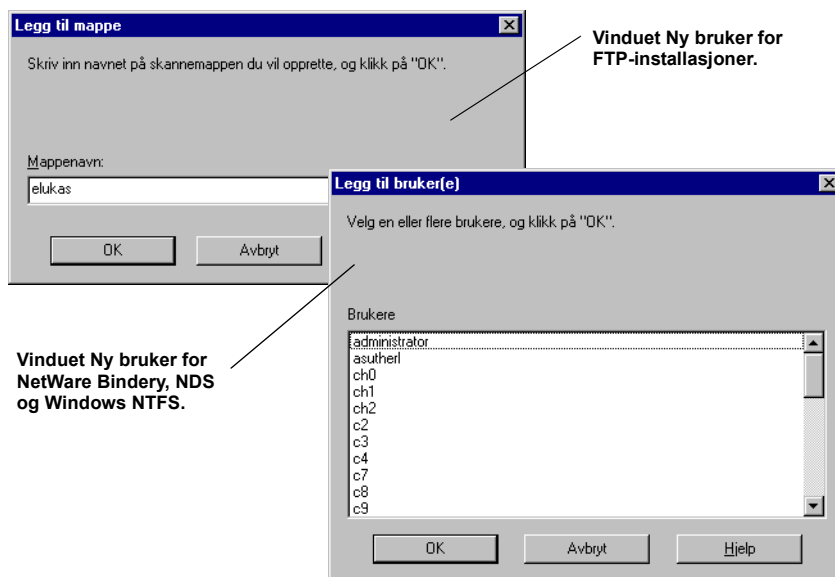 Legg til mappe
Skriv inn navnet på skannemappen du vil opprette, og klikk på "OK".
Mappenavn:
elukas
OK
Avbryt
Vinduet Ny bruker for
FTP-installasjoner.
Legg til bruker(e)
Velg en eller flere brukere, og klikk på "OK".
Brukere
administrator
asutherl
ch0
ch1
ch2
c2
c3
c4
c7
c8
c9
OK
Avbryt
Hjelp
Vinduet Ny bruker for
NetWare Bindery, NDS
og Windows NTFS.